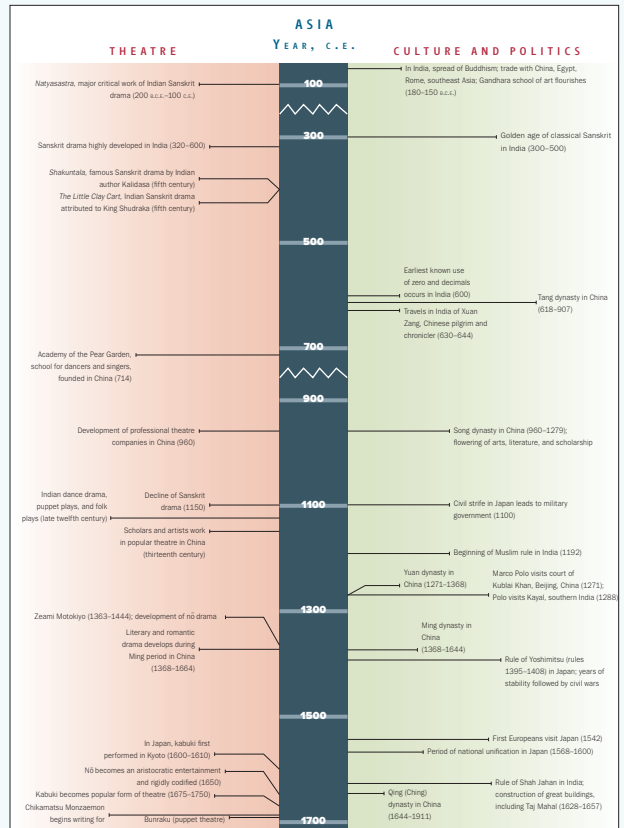 ASIA
YEAR, C.E.
THEATRE
CULTURE AND POLITICS
Natyasastra, major critical work of Indian Sanskrit
drama (200 B.C.E.–100 C.E.)
Sanskrit drama highly developed in India (320–600)
Shakuntala, famous Sanskrit drama by Indian
author Kalidasa (fifth century)
The Little Clay Cart, Indian Sanskrit drama
attributed to King Shudraka (fifth century)
Academy of the Pear Garden,
school for dancers and singers,
founded in China (714)
Development of professional theatre
companies in China (960)
Indian dance drama,
puppet plays, and folk
plays (late twelfth century)
Decline of Sanskrit
drama (1150)
Scholars and artists work
in popular theatre in China
(thirteenth century)
Zeami Motokiyo (1363–1444); development of nō drama
Literary and romantic
drama develops during
Ming period in China
(1368–1664)
In Japan, kabuki first
performed in Kyoto (1600–1610)
Nō becomes an aristocratic entertainment
and rigidly codified (1650)
Kabuki becomes popular form of theatre (1675–1750)
Chikamatsu Monzaemon
begins writing for
Bunraku (puppet theatre)
100
300
500
700
900
1100
1300
1500
1700
In India, spread of Buddhism; trade with China, Egypt,
Rome, southeast Asia; Gandhara school of art flourishes
(180–150 B.C.E.)
Golden age of classical Sanskrit
in India (300–500)
Earliest known use
of zero and decimals
occurs in India (600)
Tang dynasty in China
(618–907)
Travels in India of Xuan
Zang, Chinese pilgrim and
chronicler (630–644)
Song dynasty in China (960–1279);
flowering of arts, literature, and scholarship
Civil strife in Japan leads to military
government (1100)
Beginning of Muslim rule in India (1192)
Yuan dynasty in
China (1271–1368)
Marco Polo visits court of
Kublai Khan, Beijing, China (1271);
Polo visits Kayal, southern India (1288)
Ming dynasty in
China
(1368–1644)
Rule of Yoshimitsu (rules
1395–1408) in Japan; years of
stability followed by civil wars
First Europeans visit Japan (1542)
Period of national unification in Japan (1568–1600)
Rule of Shah Jahan in India;
construction of great buildings,
including Taj Mahal (1628–1657)
Qing (Ching)
dynasty in China
(1644–1911)